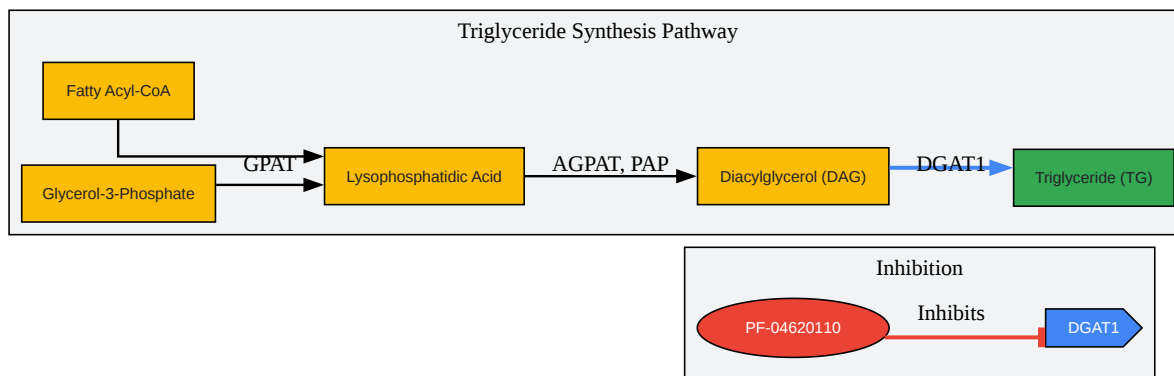 Triglyceride Synthesis Pathway
Fatty Acyl-CoA
Glycerol-3-Phosphate
GPAT
Lysophosphatidic Acid
AGPAT, PAP
Diacylglycerol (DAG)
DGAT1
Triglyceride (TG)
Inhibition
PF-04620110
Inhibits
DGAT1